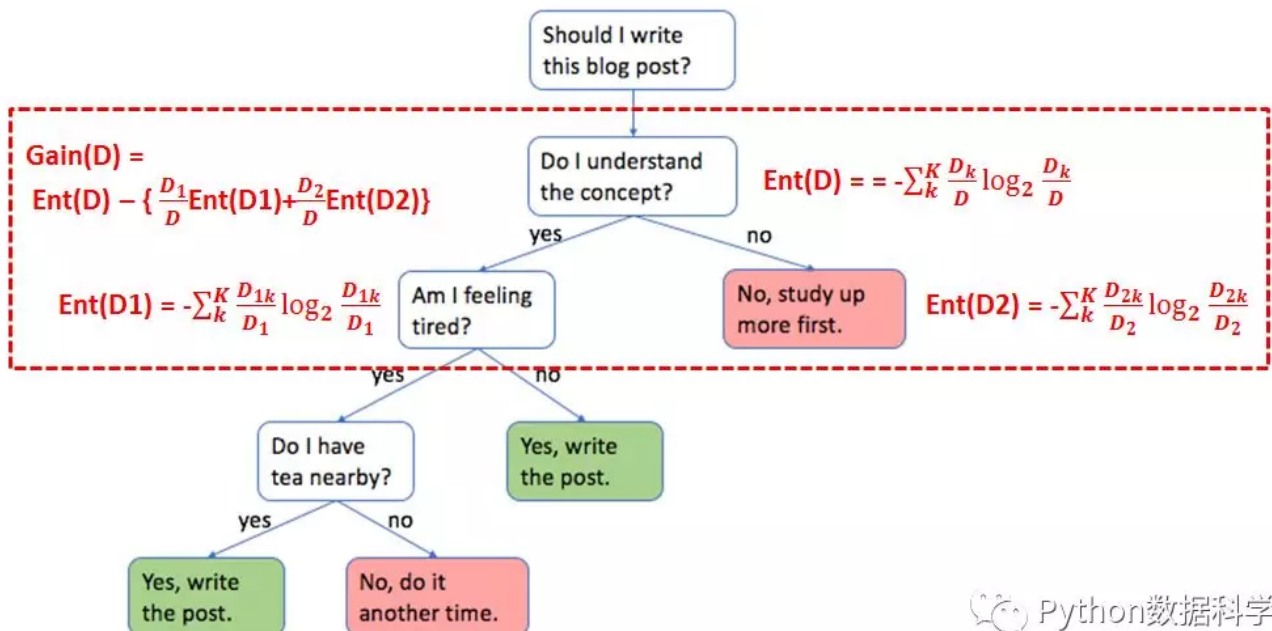 Should I write
this blog post?
Gain(D) =
Ent(D) − { D₁/D Ent(D1)+ D₂/D Ent(D2)}
Do I understand
the concept?
Ent(D) = = -∑ₖᴷ Dₖ/D log₂ Dₖ/D
yes
no
Ent(D1) = -∑ₖᴷ D₁ₖ/D₁ log₂ D₁ₖ/D₁
Am I feeling
tired?
No, study up
more first.
Ent(D2) = -∑ₖᴷ D₂ₖ/D₂ log₂ D₂ₖ/D₂
yes
no
Do I have
tea nearby?
Yes, write
the post.
yes
no
Yes, write
the post.
No, do it
another time.
Python数据科学